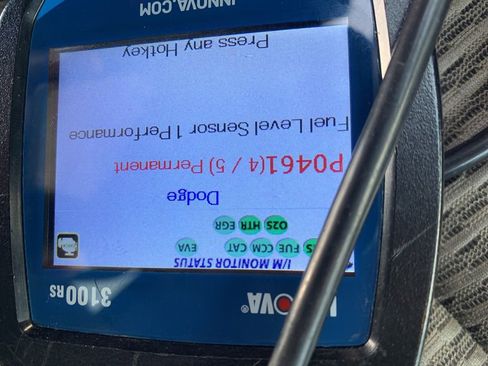 INNOVA®
3100RS
I/M MONITOR STATUS
FUE CCM CAT EVA
O2S HTR EGR
Dodge
P0461(4 / 5) Permanent
Fuel Level Sensor 1 Performance
Press any Hotkey
INNOVA.COM